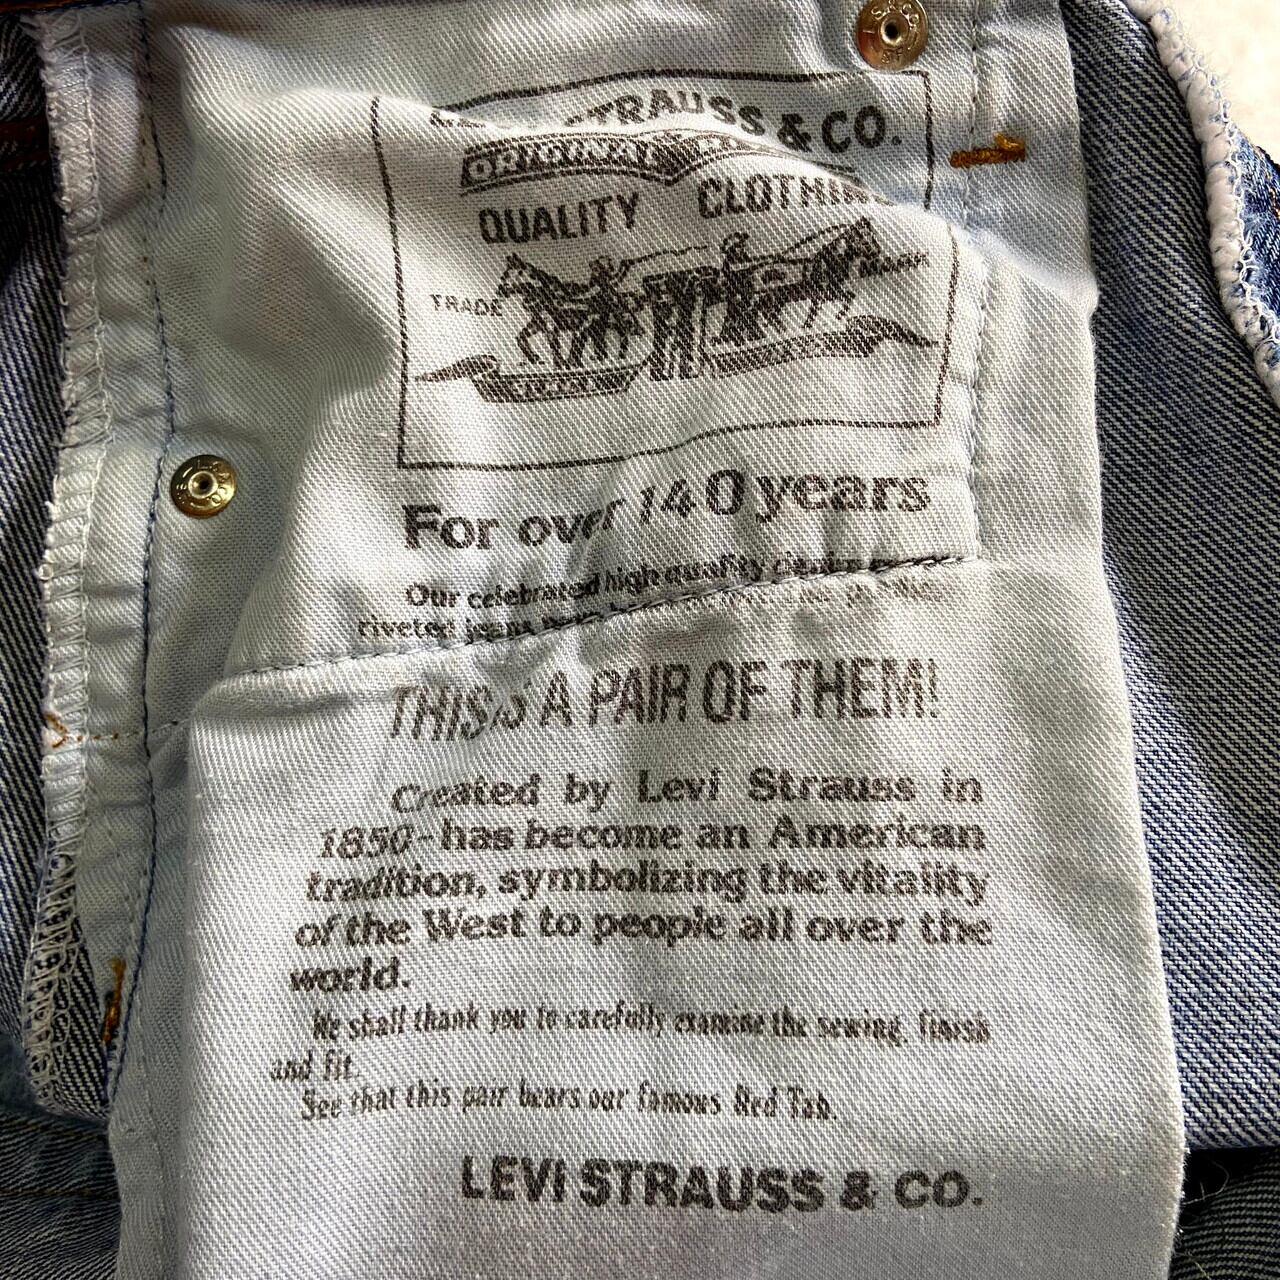 STRAUSS & CO.
ORIGINAL
QUALITY CLOTHING
TRADE MARK
For over 140 years
Our celebrated high quality
riveted jeans
THIS IS A PAIR OF THEM!
Created by Levi Strauss in
1850-has become an American
tradition, symbolizing the vitality
of the West to people all over the
world.
We shall thank you to carefully examine the sewing, finish
and fit.
See that this pair bears our famous Red Tab.
LEVI STRAUSS & CO.